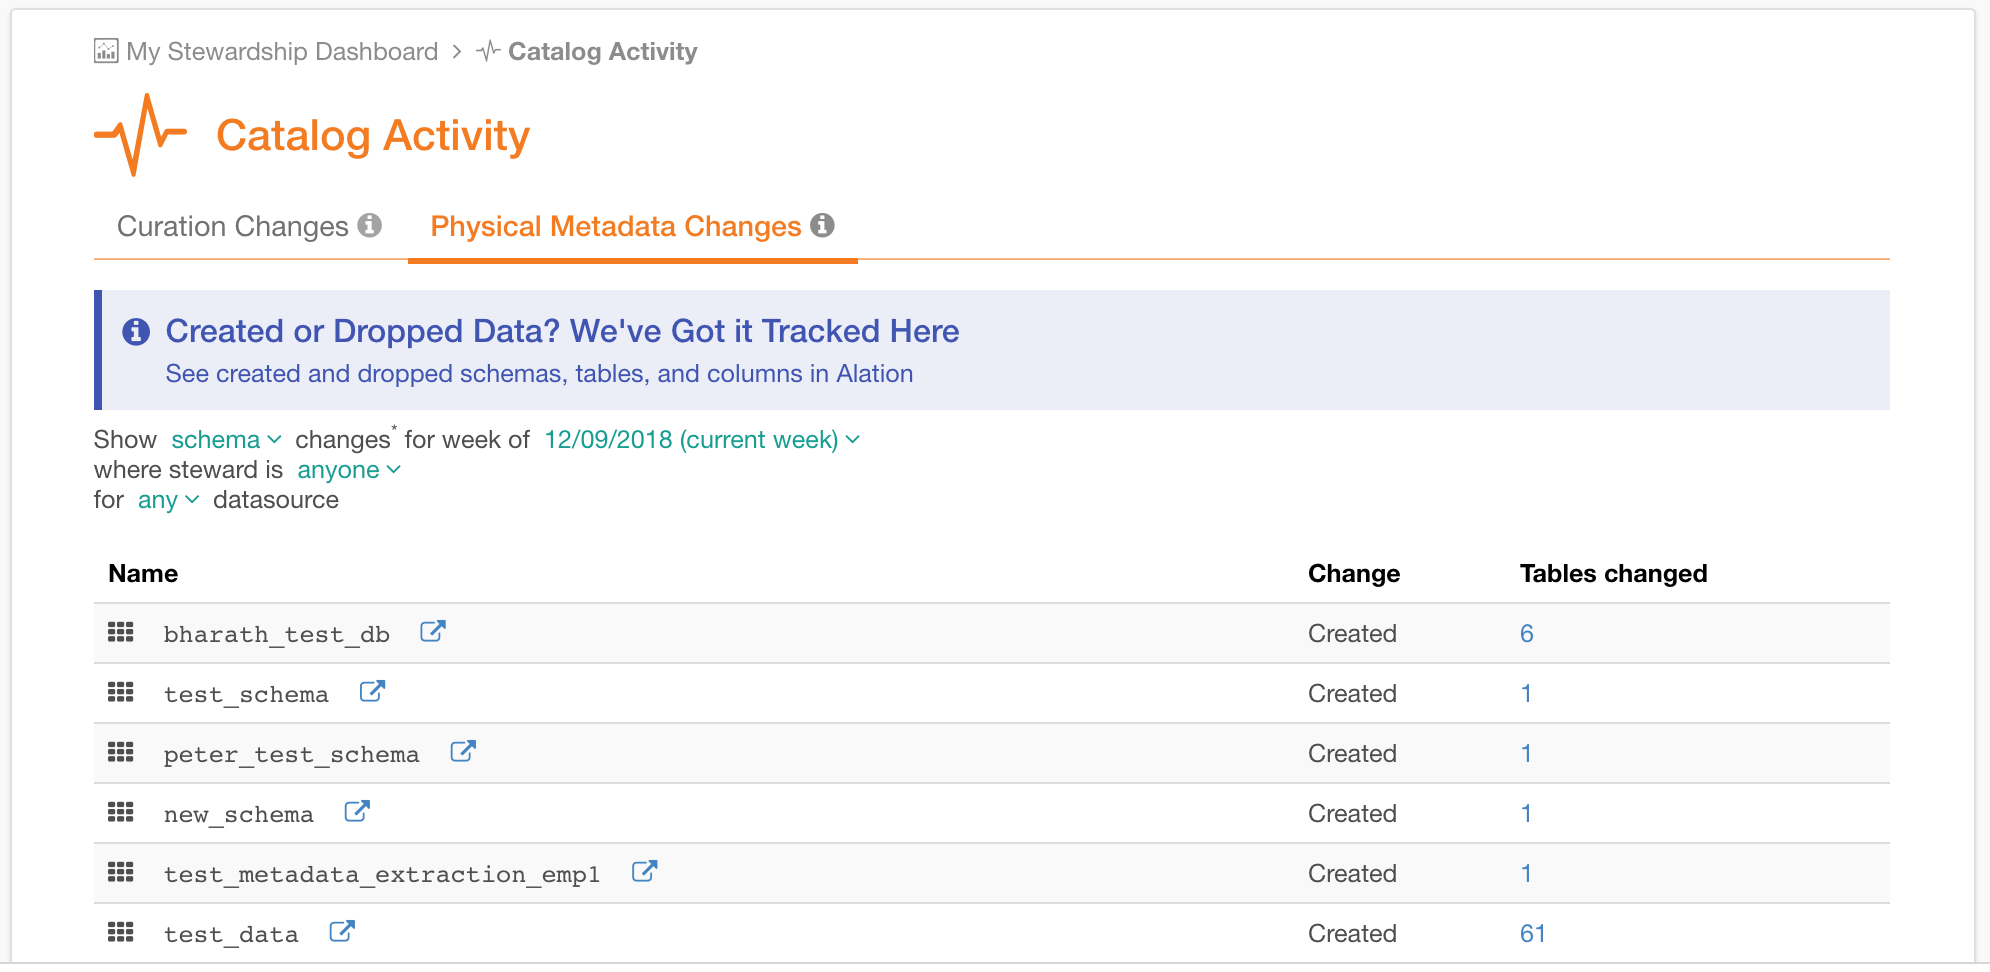 My Stewardship Dashboard > Catalog Activity
Catalog Activity
Curation Changes Physical Metadata Changes
Created or Dropped Data? We've Got it Tracked Here
See created and dropped schemas, tables, and columns in Alation
Show schema changes* for week of 12/09/2018 (current week)
where steward is anyone
for any datasource
Name Change Tables changed
bharath_test_db Created 6
test_schema Created 1
peter_test_schema Created 1
new_schema Created 1
test_metadata_extraction_emp1 Created 1
test_data Created 61